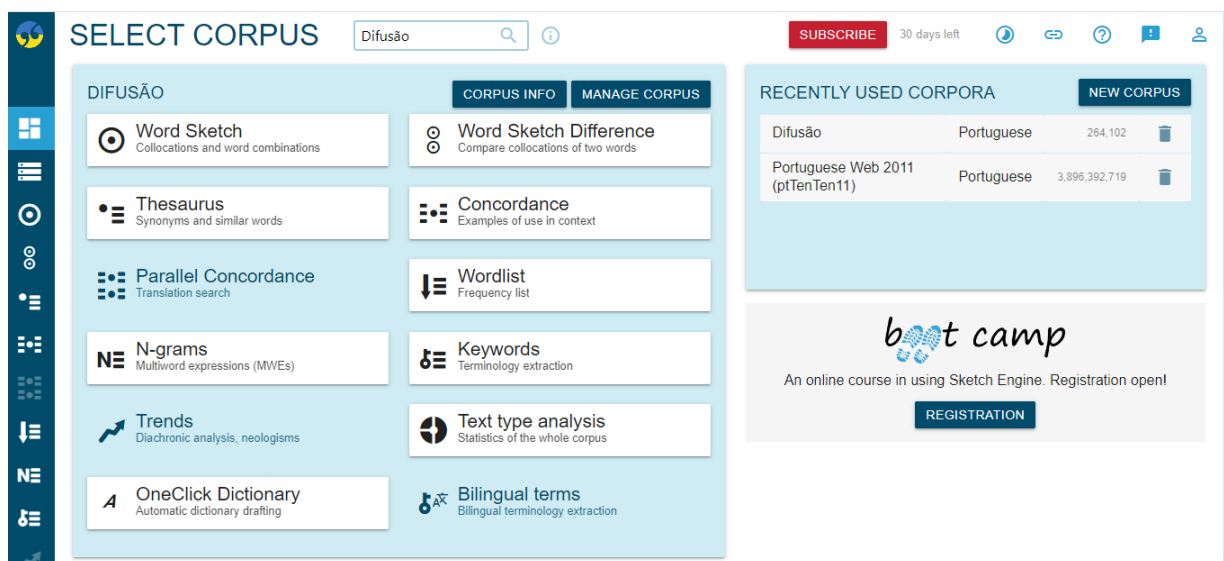 SELECT CORPUS
Difusão
SUBSCRIBE
30 days left
DIFUSÃO
CORPUS INFO
MANAGE CORPUS
Word Sketch
Collocations and word combinations
Word Sketch Difference
Compare collocations of two words
Thesaurus
Synonyms and similar words
Concordance
Examples of use in context
Parallel Concordance
Translation search
Wordlist
Frequency list
N-grams
Multiword expressions (MWEs)
Keywords
Terminology extraction
Trends
Diachronic analysis, neologisms
Text type analysis
Statistics of the whole corpus
OneClick Dictionary
Automatic dictionary drafting
Bilingual terms
Bilingual terminology extraction
RECENTLY USED CORPORA
NEW CORPUS
Difusão Portuguese 264,102
Portuguese Web 2011
(ptTenTen11) Portuguese 3,896,392,719
boot camp
An online course in using Sketch Engine. Registration open!
REGISTRATION